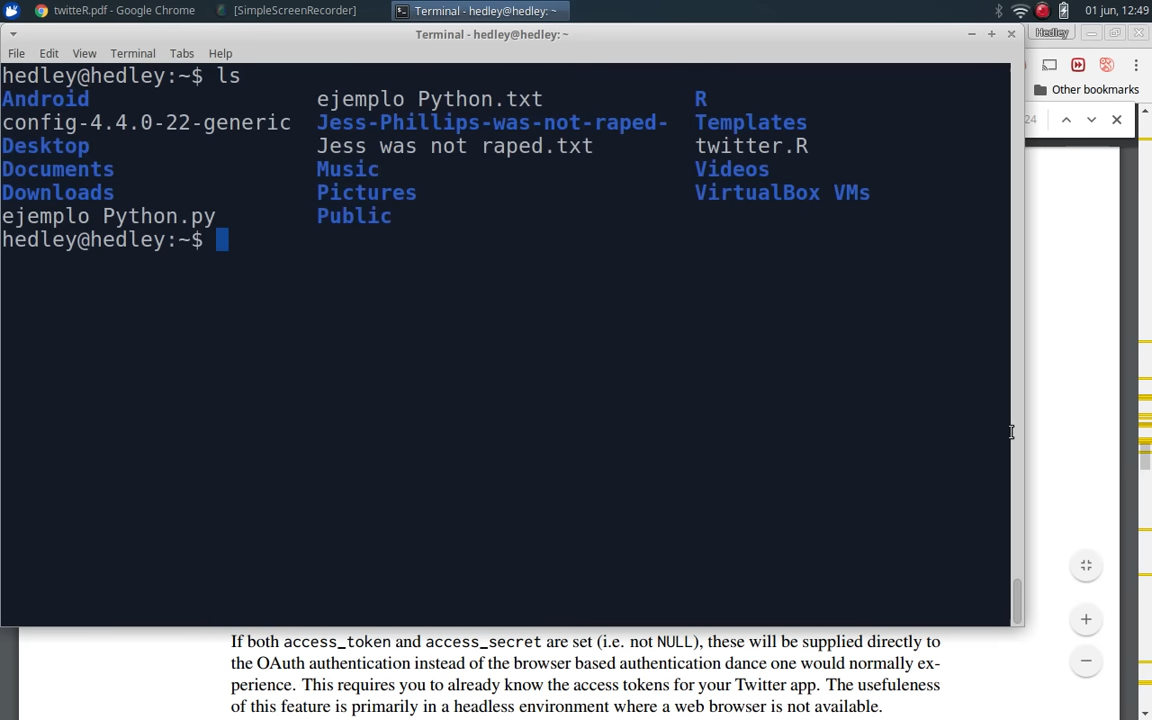 twitteR.pdf - Google Chrome [SimpleScreenRecorder] Terminal - hedley@hedley: ~ 01 jun, 12:49
Terminal - hedley@hedley: ~ Hedley
File Edit View Terminal Tabs Help
hedley@hedley:~$ ls
Android ejemplo Python.txt R
config-4.4.0-22-generic Jess-Phillips-was-not-raped- Templates
Desktop Jess was not raped.txt twitter.R
Documents Music Videos
Downloads Pictures VirtualBox VMs
ejemplo Python.py Public
hedley@hedley:~$
Other bookmarks
24
If both access_token and access_secret are set (i.e. not NULL), these will be supplied directly to
the OAuth authentication instead of the browser based authentication dance one would normally ex-
perience. This requires you to already know the access tokens for your Twitter app. The usefuleness
of this feature is primarily in a headless environment where a web browser is not available.